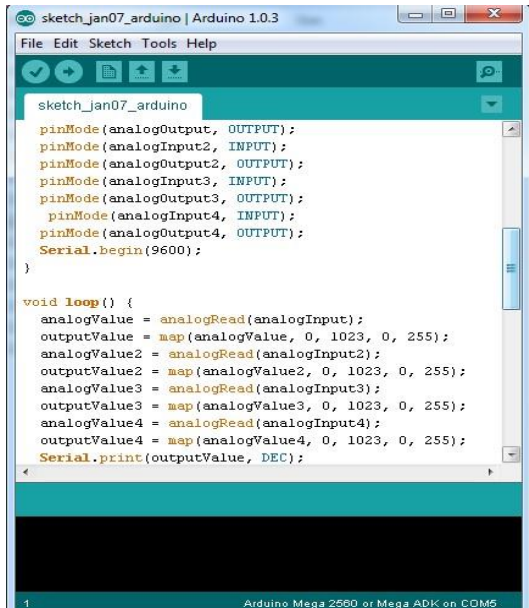 sketch_jan07_arduino | Arduino 1.0.3
File Edit Sketch Tools Help
sketch_jan07_arduino
pinMode(analogOutput, OUTPUT);
pinMode(analogInput2, INPUT);
pinMode(analogOutput2, OUTPUT);
pinMode(analogInput3, INPUT);
pinMode(analogOutput3, OUTPUT);
pinMode(analogInput4, INPUT);
pinMode(analogOutput4, OUTPUT);
Serial.begin(9600);
}
void loop() {
analogValue = analogRead(analogInput);
outputValue = map(analogValue, 0, 1023, 0, 255);
analogValue2 = analogRead(analogInput2);
outputValue2 = map(analogValue2, 0, 1023, 0, 255);
analogValue3 = analogRead(analogInput3);
outputValue3 = map(analogValue3, 0, 1023, 0, 255);
analogValue4 = analogRead(analogInput4);
outputValue4 = map(analogValue4, 0, 1023, 0, 255);
Serial.print(outputValue, DEC);
1 Arduino Mega 2560 or Mega ADK on COM5